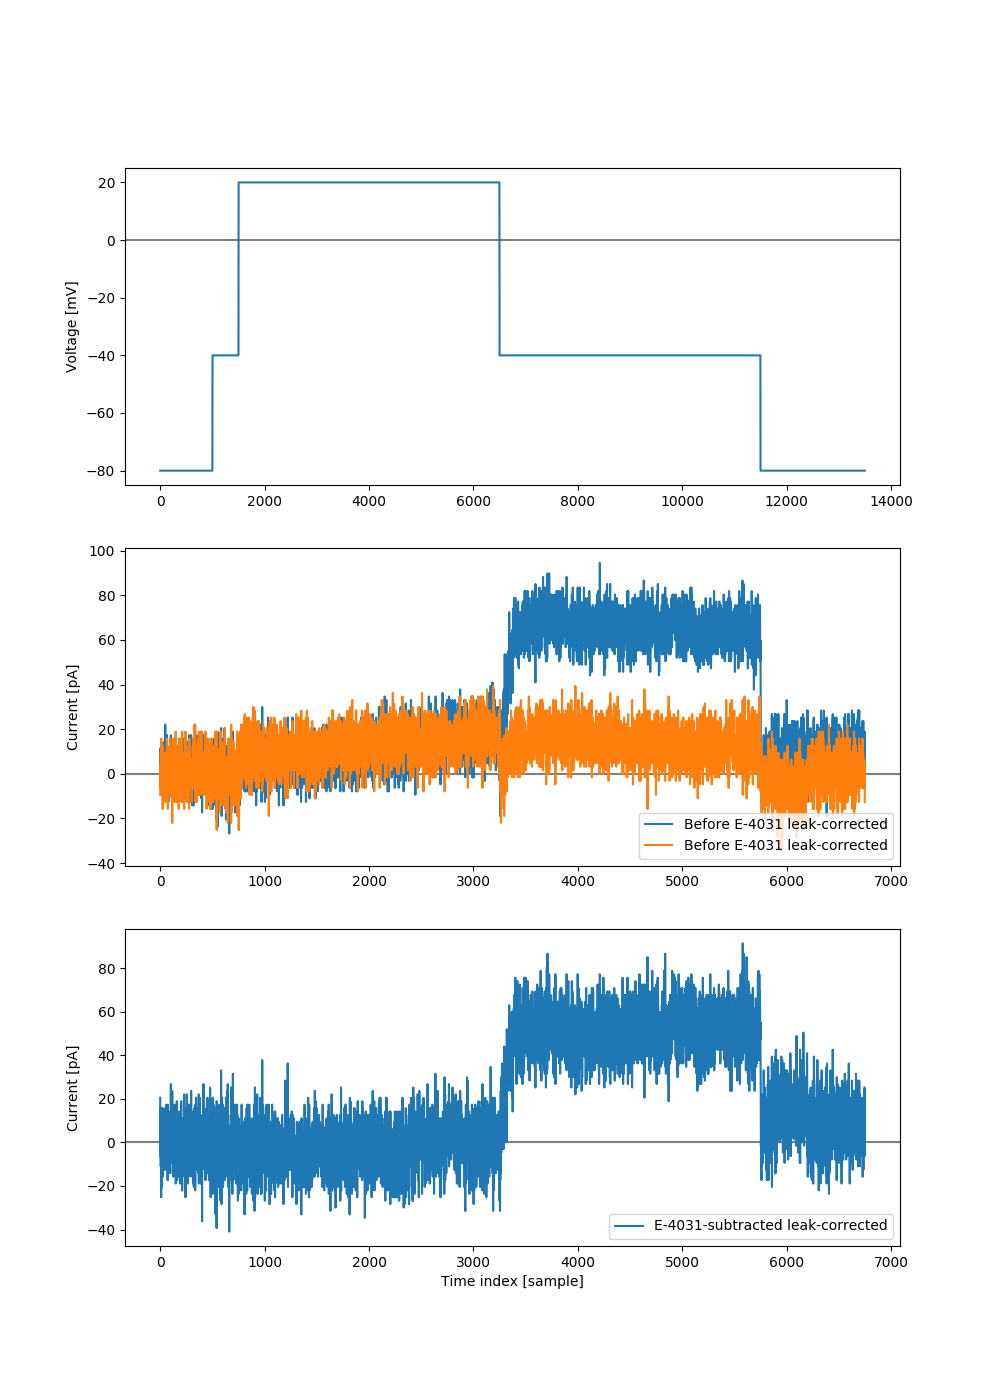 20
0
−20
−40
−60
−80
Voltage [mV]
0 2000 4000 6000 8000 10000 12000 14000
100
80
60
40
20
0
−20
−40
Current [pA]
Before E-4031 leak-corrected
Before E-4031 leak-corrected
0 1000 2000 3000 4000 5000 6000 7000
80
60
40
20
0
−20
−40
Current [pA]
E-4031-subtracted leak-corrected
0 1000 2000 3000 4000 5000 6000 7000
Time index [sample]